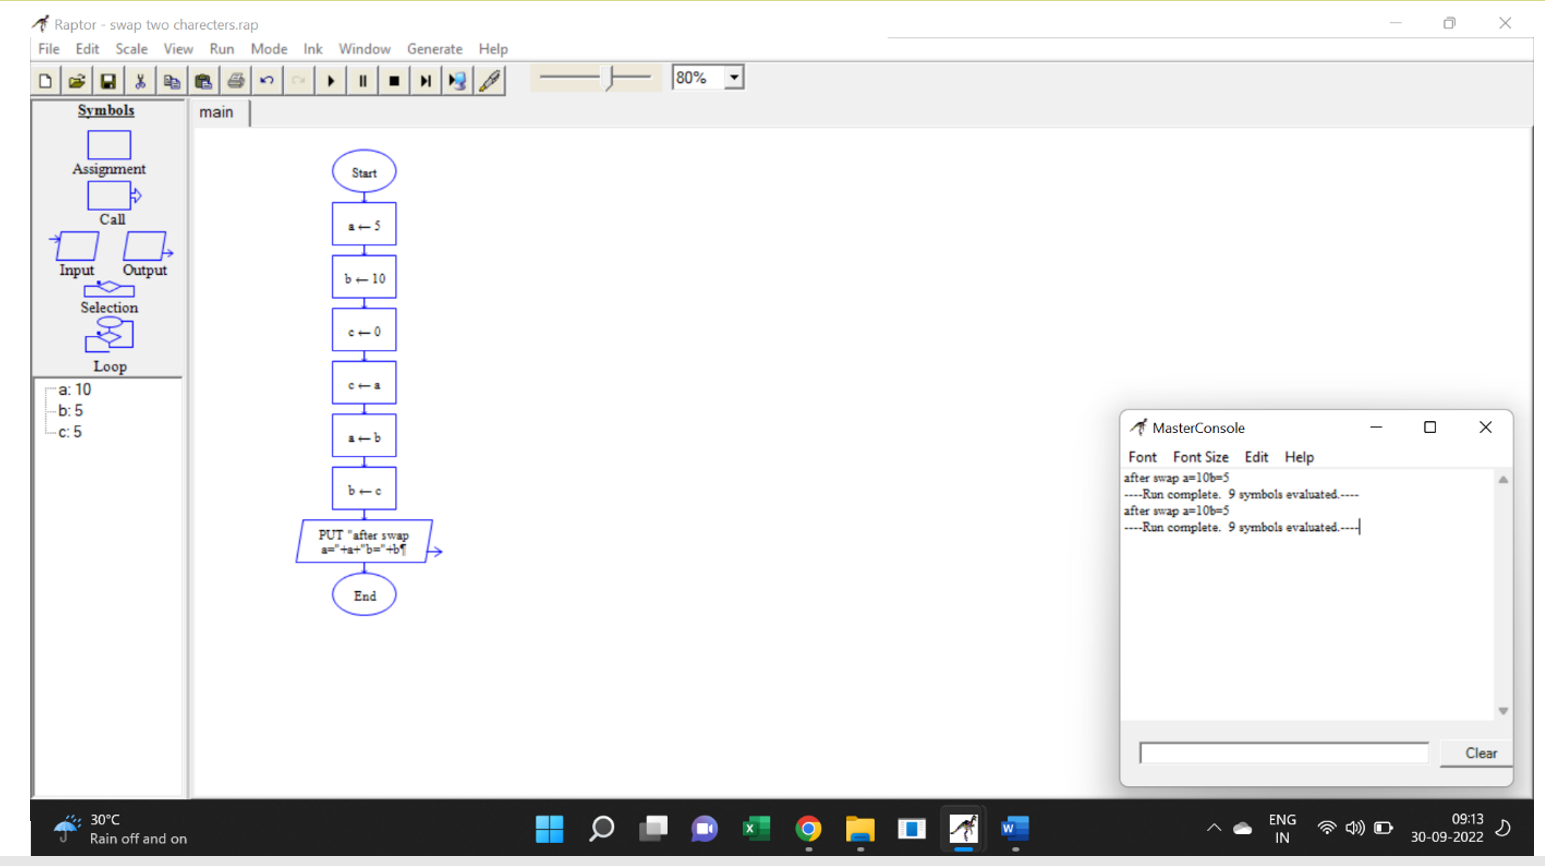 Raptor - swap two charecters.rap
File Edit Scale View Run Mode Ink Window Generate Help
80%
Symbols
main
Assignment
Call
Input Output
Selection
Loop
a: 10
b: 5
c: 5
Start
a ← 5
b ← 10
c ← 0
c ← a
a ← b
b ← c
PUT "after swap
a="+a+"b="+b¶
End
MasterConsole
Font Font Size Edit Help
after swap a=10b=5
----Run complete. 9 symbols evaluated.----
after swap a=10b=5
----Run complete. 9 symbols evaluated.----
Clear
30°C
Rain off and on
ENG
IN
09:13
30-09-2022